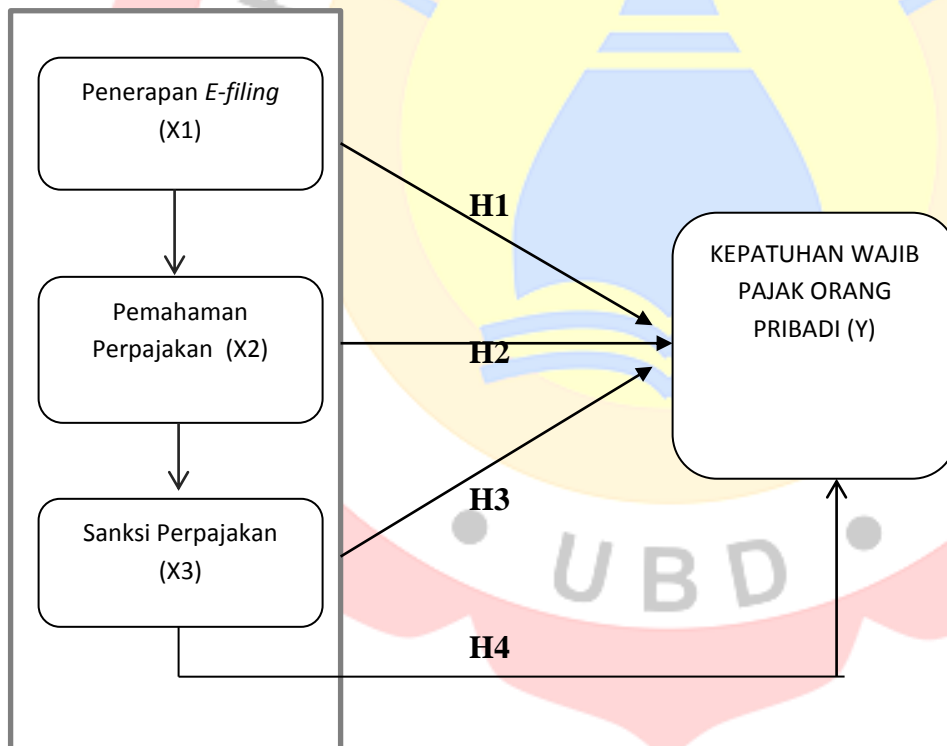 Penerapan E-filing
(X1)
H1
KEPATUHAN WAJIB
PAJAK ORANG
PRIBADI (Y)
Pemahaman
Perpajakan (X2)
H2
Sanksi Perpajakan
(X3)
H3
H4
UBD